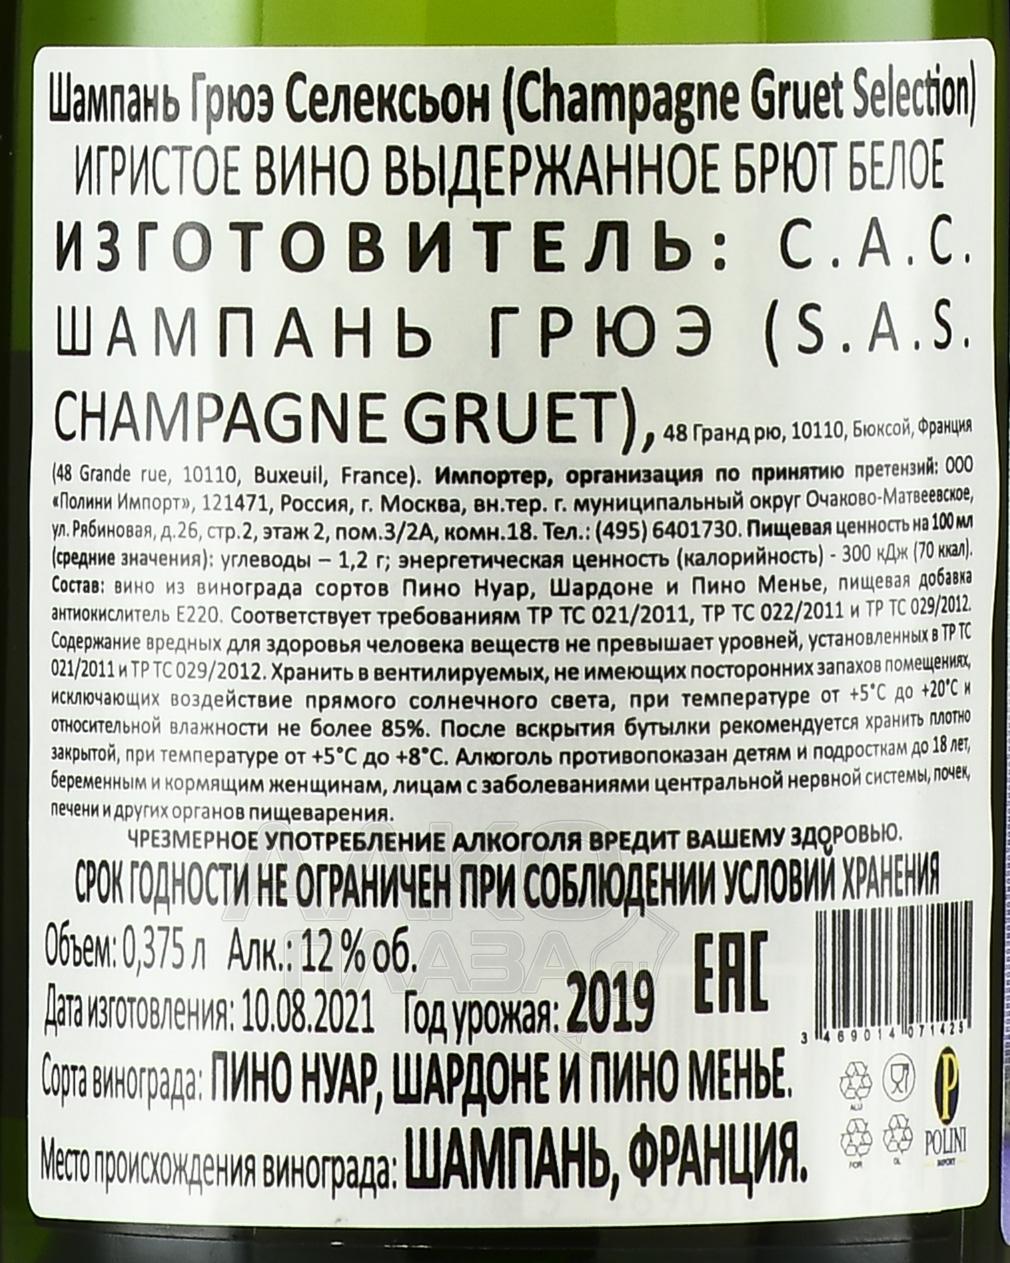 Шампань Грюэ Селексьон (Champagne Gruet Selection)
ИГРИСТОЕ ВИНО ВЫДЕРЖАННОЕ БРЮТ БЕЛОЕ
ИЗГОТОВИТЕЛЬ: С.А.С.
ШАМПАНЬ ГРЮЭ (S.A.S.
CHAMPAGNE GRUET), 48 Гранд рю, 10110, Бюксой, Франция
(48 Grande rue, 10110, Buxeuil, France). Импортер, организация по принятию претензий: ООО
«Полини Импорт», 121471, Россия, г. Москва, вн.тер. г. муниципальный округ Очаково-Матвеевское,
ул. Рябиновая, д.26, стр.2, этаж 2, пом.3/2А, комн.18. Тел.: (495) 6401730. Пищевая ценность на 100 мл
(средние значения): углеводы – 1,2 г; энергетическая ценность (калорийность) - 300 кДж (70 ккал).
Состав: вино из винограда сортов Пино Нуар, Шардоне и Пино Менье, пищевая добавка
антиокислитель Е220. Соответствует требованиям ТР ТС 021/2011, ТР ТС 022/2011 и ТР ТС 029/2012.
Содержание вредных для здоровья человека веществ не превышает уровней, установленных в ТР ТС
021/2011 и ТР ТС 029/2012. Хранить в вентилируемых, не имеющих посторонних запахов помещениях,
исключающих воздействие прямого солнечного света, при температуре от +5°С до +20°С и
относительной влажности не более 85%. После вскрытия бутылки рекомендуется хранить плотно
закрытой, при температуре от +5°С до +8°С. Алкоголь противопоказан детям и подросткам до 18 лет,
беременным и кормящим женщинам, лицам с заболеваниями центральной нервной системы, почек,
печени и других органов пищеварения.
ЧРЕЗМЕРНОЕ УПОТРЕБЛЕНИЕ АЛКОГОЛЯ ВРЕДИТ ВАШЕМУ ЗДОРОВЬЮ.
СРОК ГОДНОСТИ НЕ ОГРАНИЧЕН ПРИ СОБЛЮДЕНИИ УСЛОВИЙ ХРАНЕНИЯ
АЛКО
ПЛАЗА.ru
Объем: 0,375 л Алк.: 12 % об.
Дата изготовления: 10.08.2021 Год урожая: 2019
EAC
3 469014 071425
Сорта винограда: ПИНО НУАР, ШАРДОНЕ И ПИНО МЕНЬЕ.
Место происхождения винограда: ШАМПАНЬ, ФРАНЦИЯ.
ALU
FOR
GL
P
POLINI
IMPORT